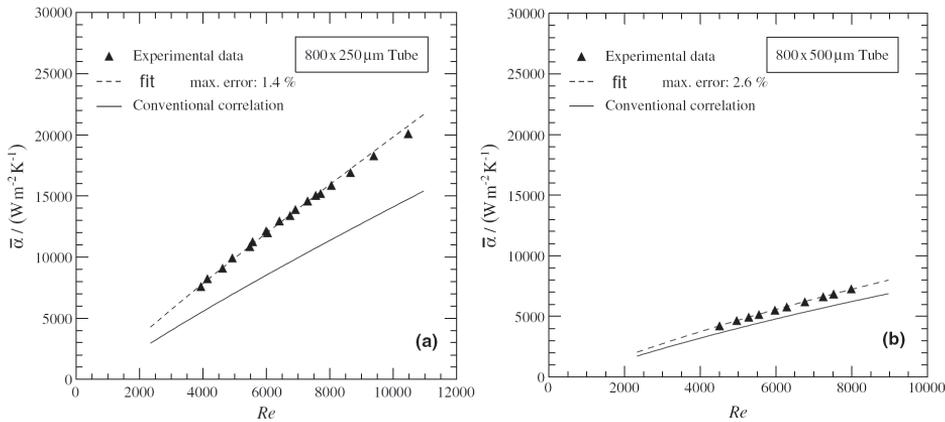 30000
25000
20000
15000
10000
5000
0
ᾱ / (W m⁻² K⁻¹)
Experimental data
800 x 250 μm Tube
fit max. error: 1.4 %
Conventional correlation
(a)
0 2000 4000 6000 8000 10000 12000
Re
30000
25000
20000
15000
10000
5000
0
ᾱ / (W m⁻² K⁻¹)
Experimental data
800 x 500 μm Tube
fit max. error: 2.6 %
Conventional correlation
(b)
0 2000 4000 6000 8000 10000
Re